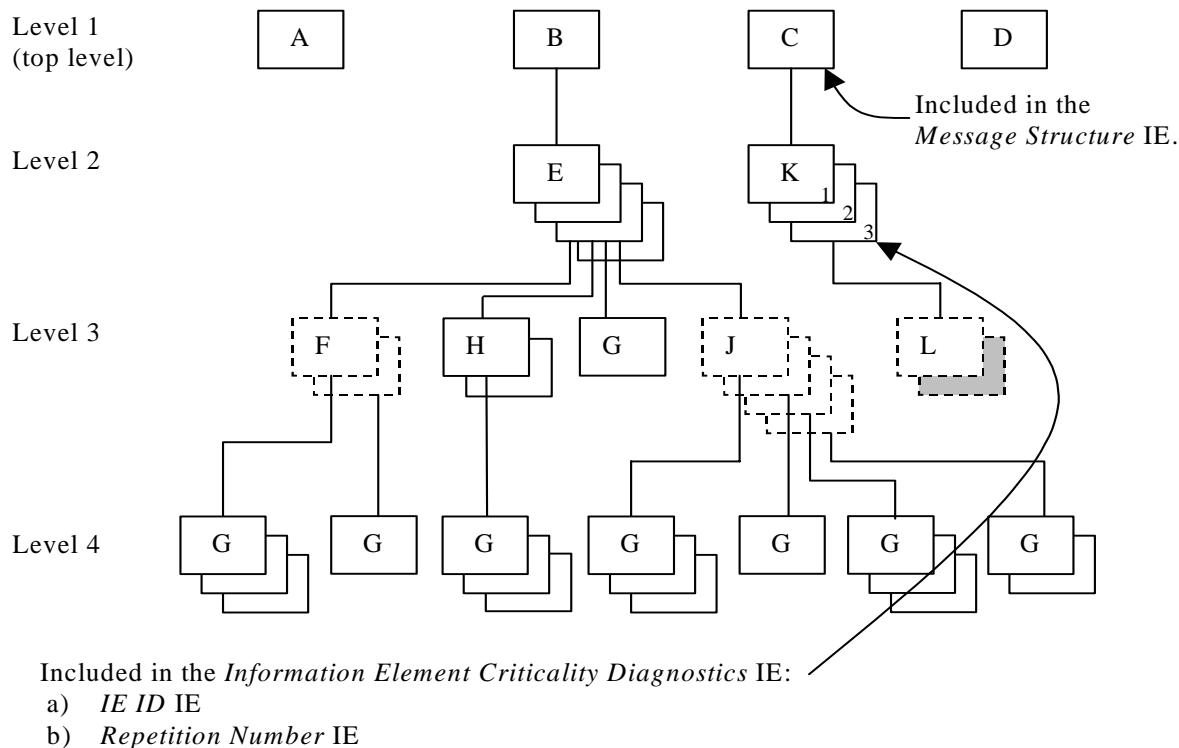 Level 1
(top level)
A
B
C
D
Included in the
Message Structure IE.
Level 2
E
K
1
2
3
Level 3
F
H
G
J
L
Level 4
G
G
G
G
G
G
G
Included in the Information Element Criticality Diagnostics IE:
a) IE ID IE
b) Repetition Number IE